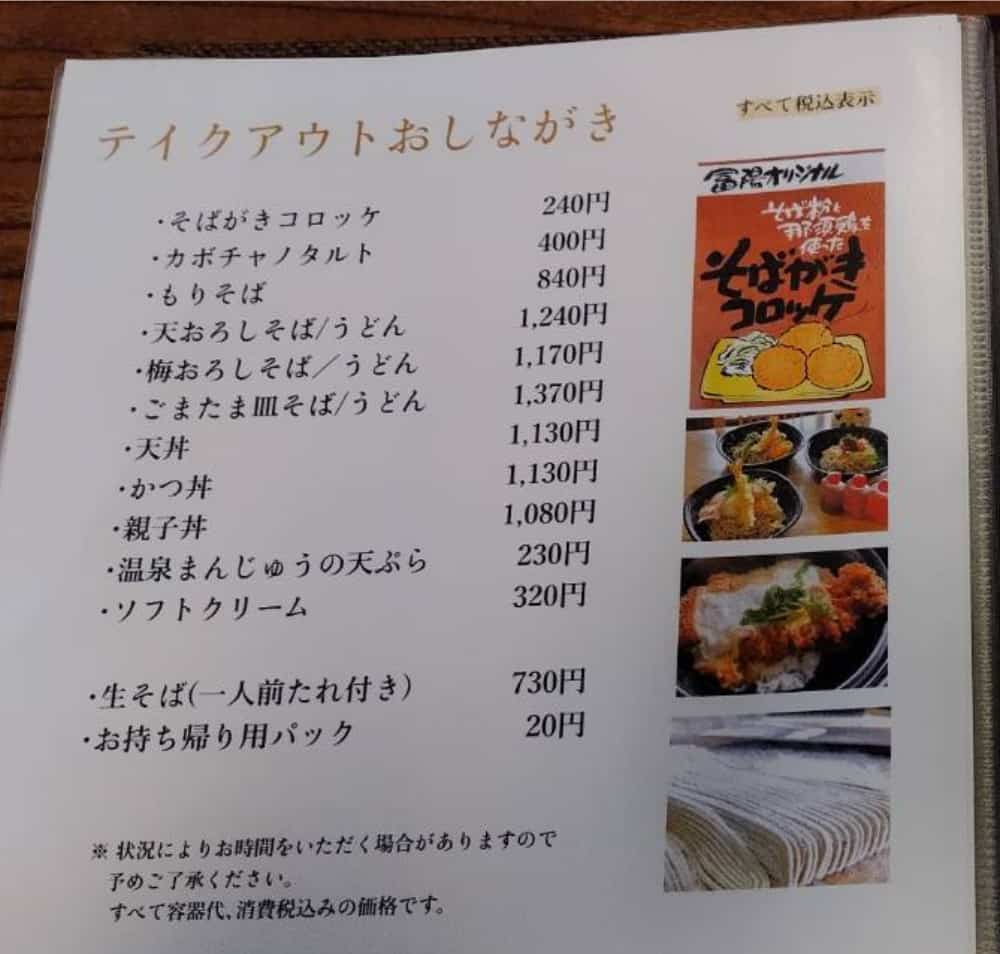 すべて税込表示
テイクアウトおしながき
・そばがきコロッケ 240円
・カボチャノタルト 400円
・もりそば 840円
・天おろしそば/うどん 1,240円
・梅おろしそば／うどん 1,170円
・ごまたま皿そば/うどん 1,370円
・天丼 1,130円
・かつ丼 1,130円
・親子丼 1,080円
・温泉まんじゅうの天ぷら 230円
・ソフトクリーム 320円
・生そば(一人前たれ付き） 730円
・お持ち帰り用パック 20円
※ 状況によりお時間をいただく場合がありますので
予めご了承ください。
すべて容器代、消費税込みの価格です。
冨陽オリジナル
そば粉と
那須鶏を
使った
そばがき
コロッケ